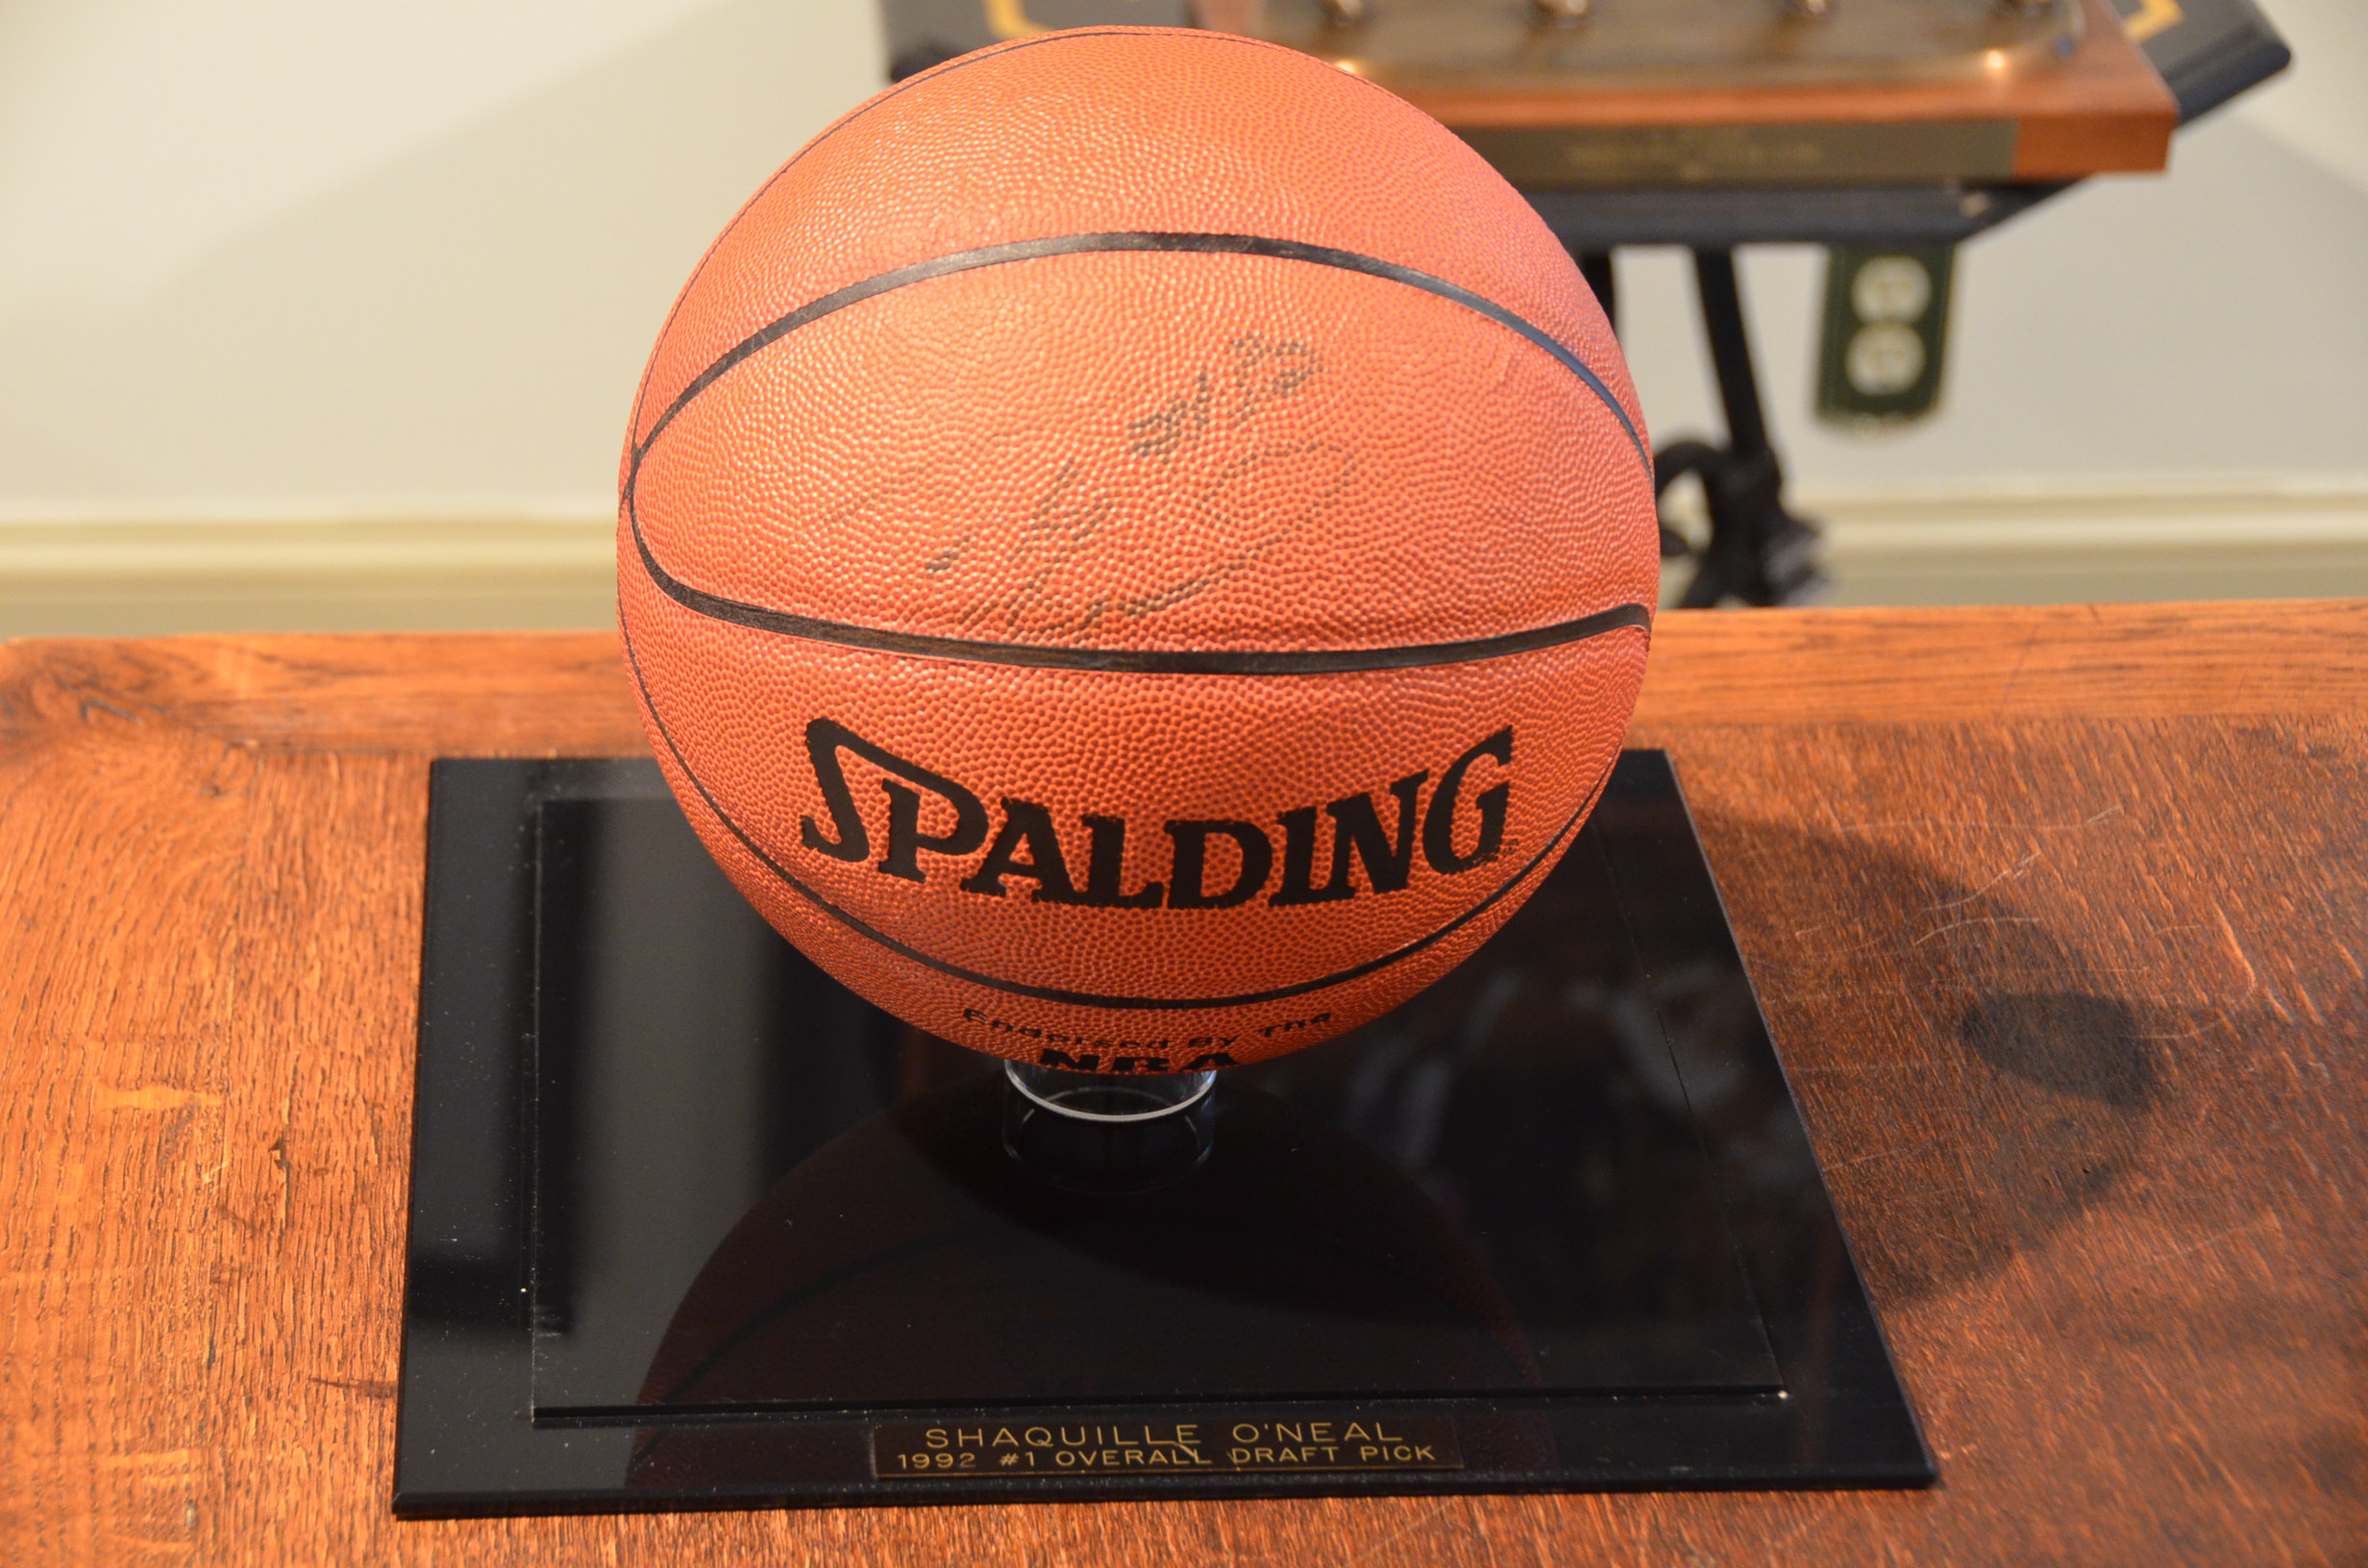 SPALDING
Endorsed By The
NBA
SHAQUILLE O'NEAL
1992 #1 OVERALL DRAFT PICK